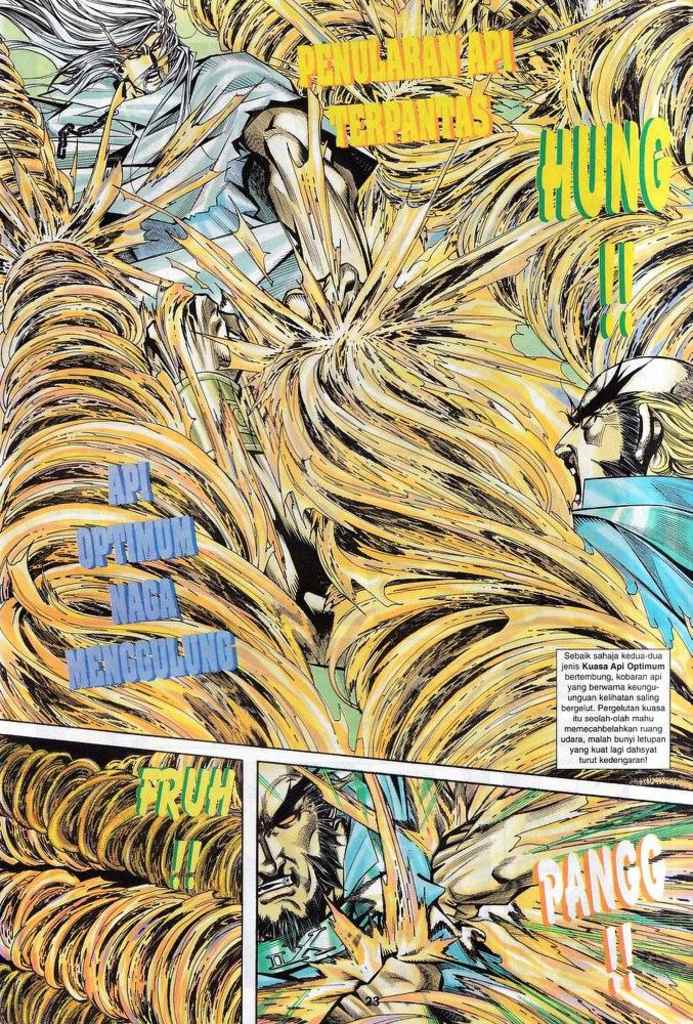 PENULARAN API
TERPANTAS
HUNG
!!
API
OPTIMUM
NAGA
MENGGULUNG
Sebaik sahaja kedua-dua
jenis Kuasa Api Optimum
bertembung, kobaran api
yang berwarna keungu-
unguan kelihatan saling
bergelut. Pergelutan kuasa
itu seolah-olah mahu
memecahbelahkan ruang
udara, malah bunyi letupan
yang kuat lagi dahsyat
turut kedengaran!
FRUH
!!
PANGG
!!
23